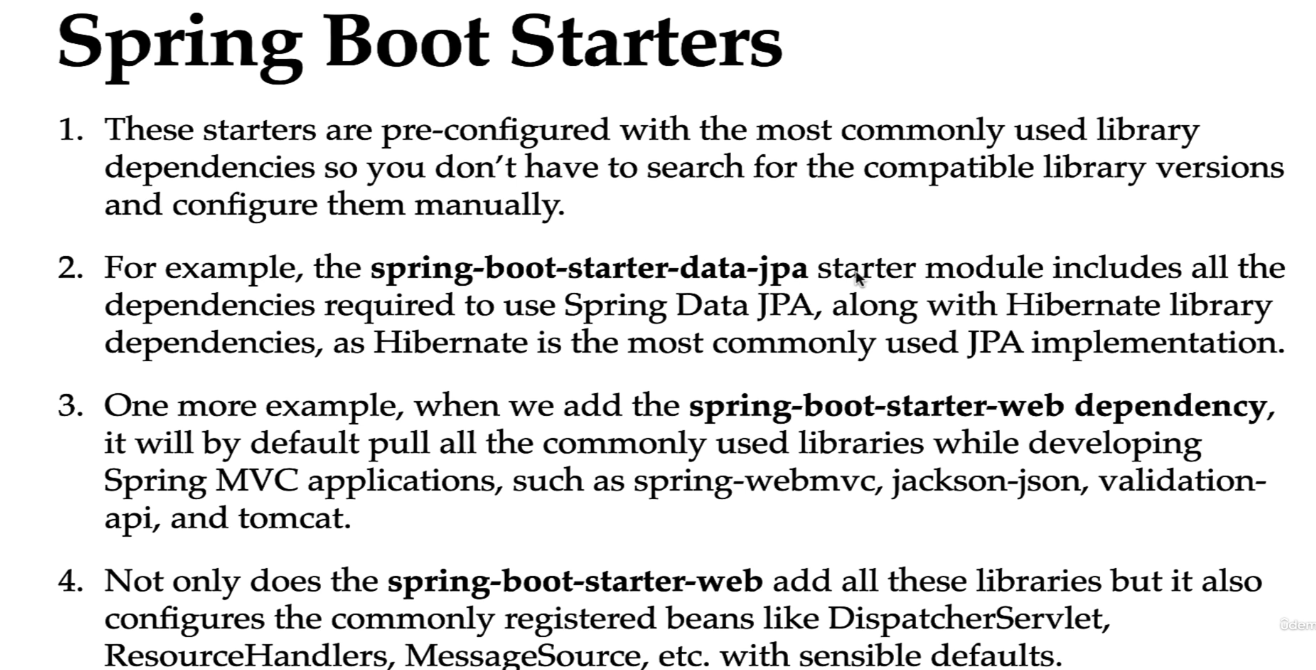 Spring Boot Starters
1. These starters are pre-configured with the most commonly used library
dependencies so you don’t have to search for the compatible library versions
and configure them manually.
2. For example, the spring-boot-starter-data-jpa starter module includes all the
dependencies required to use Spring Data JPA, along with Hibernate library
dependencies, as Hibernate is the most commonly used JPA implementation.
3. One more example, when we add the spring-boot-starter-web dependency,
it will by default pull all the commonly used libraries while developing
Spring MVC applications, such as spring-webmvc, jackson-json, validation-
api, and tomcat.
4. Not only does the spring-boot-starter-web add all these libraries but it also
configures the commonly registered beans like DispatcherServlet,
ResourceHandlers, MessageSource, etc. with sensible defaults.